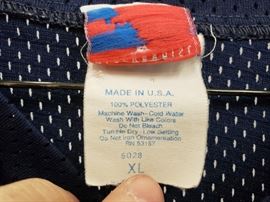 MADE IN U.S.A.
100% POLYESTER
Machine Wash-Cold Water
Wash With Like Colors
Do Not Bleach
Tumble Dry-Low Setting
Do Not Iron Ornamentation
RN 53157
6028
XL